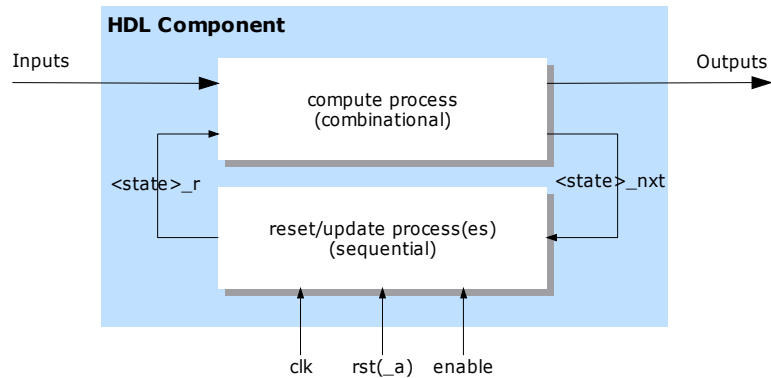 HDL Component
Inputs
Outputs
compute process
(combinational)
<state>_r
<state>_nxt
reset/update process(es)
(sequential)
clk
rst(_a)
enable